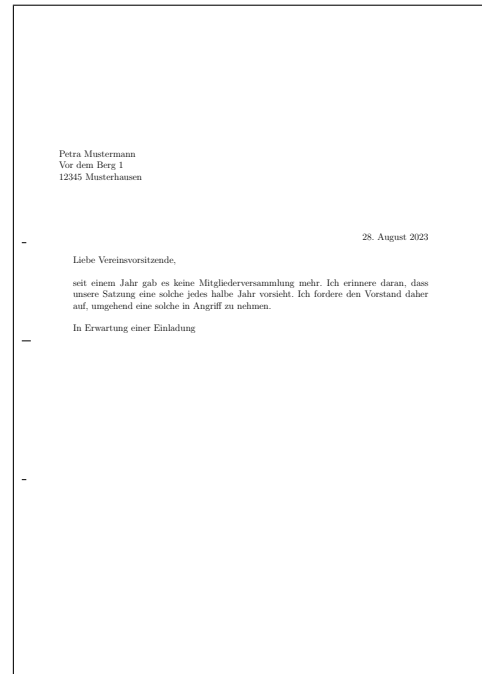 Petra Mustermann
Vor dem Berg 1
12345 Musterhausen
28. August 2023
Liebe Vereinsvorsitzende,
seit einem Jahr gab es keine Mitgliederversammlung mehr. Ich erinnere daran, dass
unsere Satzung eine solche jedes halbe Jahr vorsieht. Ich fordere den Vorstand daher
auf, umgehend eine solche in Angriff zu nehmen.
In Erwartung einer Einladung